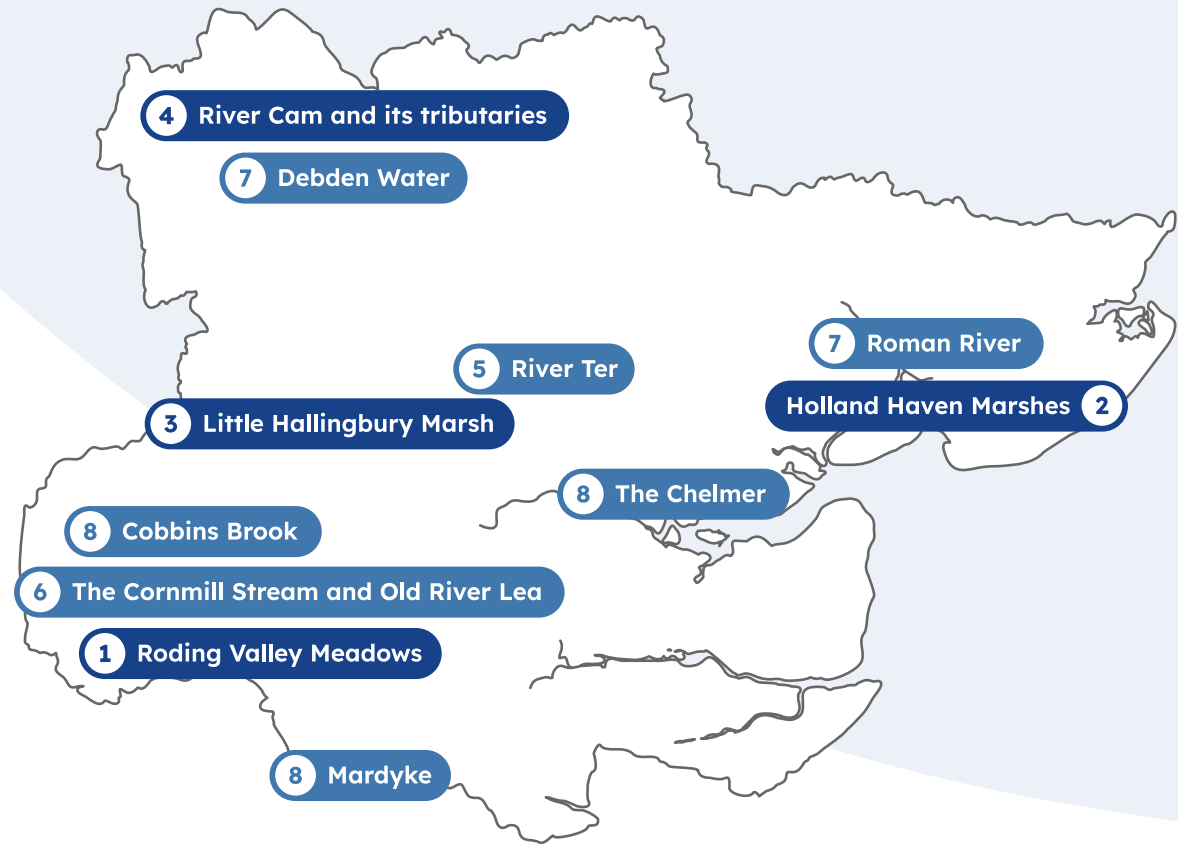 4 River Cam and its tributaries
7 Debden Water
7 Roman River
5 River Ter
Holland Haven Marshes 2
3 Little Hallingbury Marsh
8 The Chelmer
8 Cobbins Brook
6 The Cornmill Stream and Old River Lea
1 Roding Valley Meadows
8 Mardyke